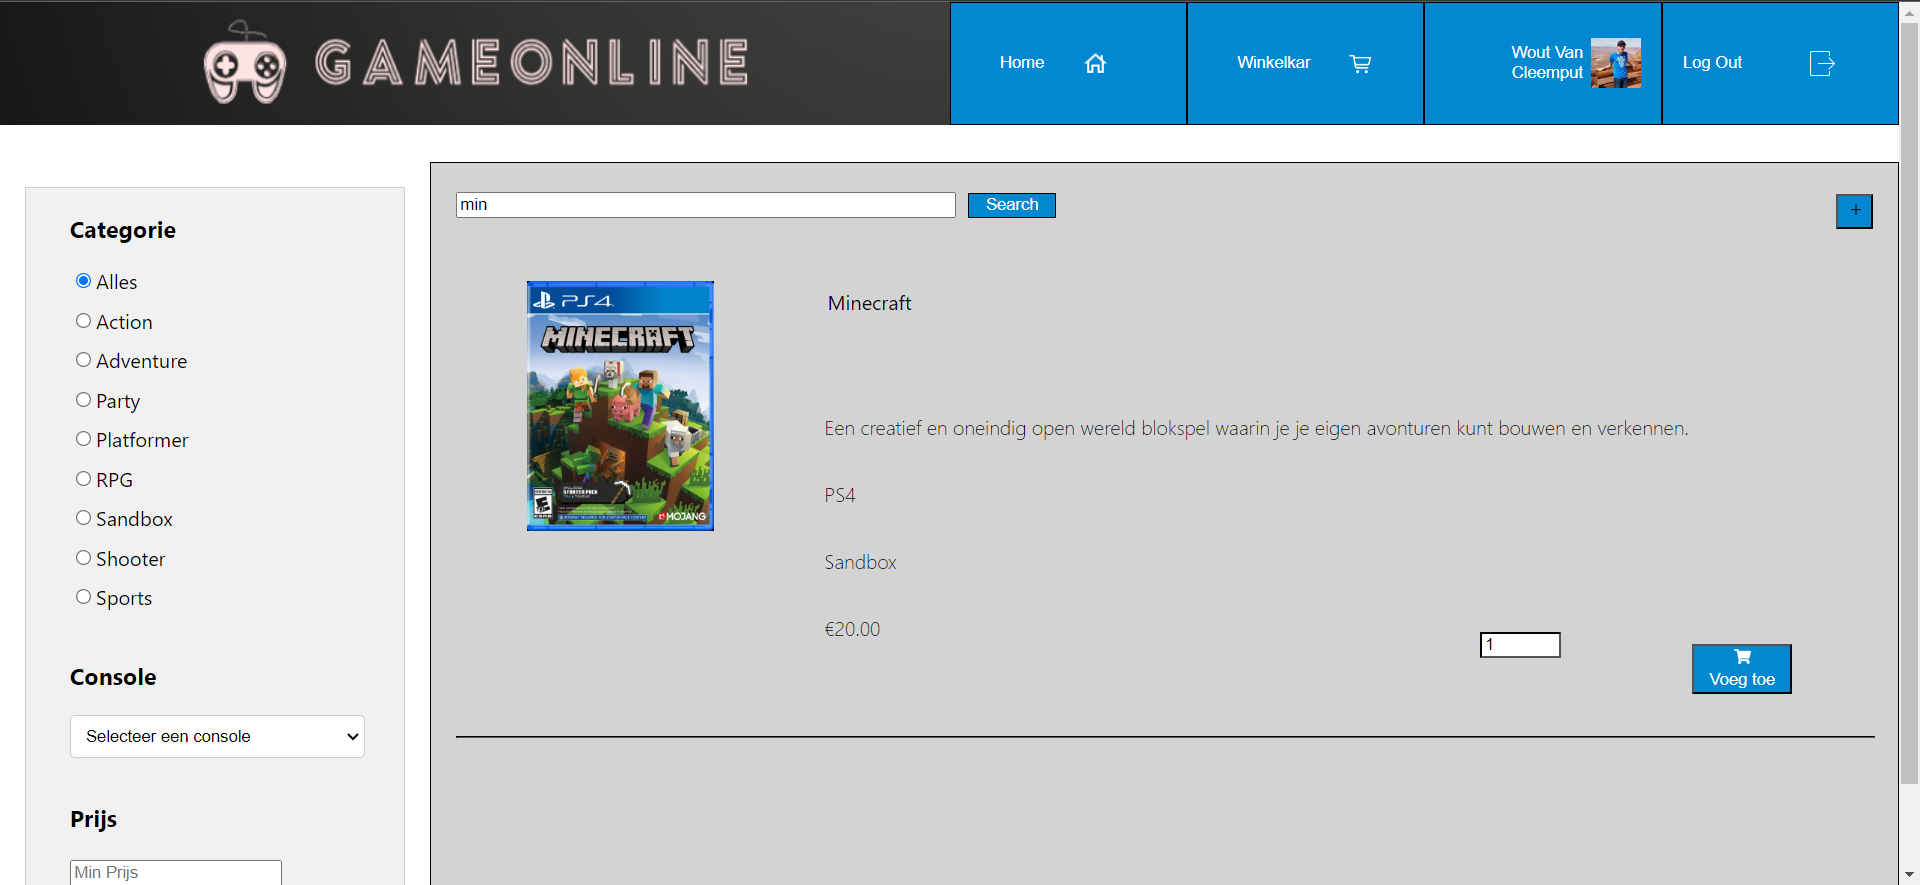 GAMEONLINE
Home
Winkelkar
Wout Van
Cleemput
Log Out
Categorie
Alles
Action
Adventure
Party
Platformer
RPG
Sandbox
Shooter
Sports
Console
Selecteer een console
Prijs
Min Prijs
min
Search
+
PS4
MINECRAFT
STARTER PACK
MOJANG
Minecraft
Een creatief en oneindig open wereld blokspel waarin je je eigen avonturen kunt bouwen en verkennen.
PS4
Sandbox
€20.00
1
Voeg toe